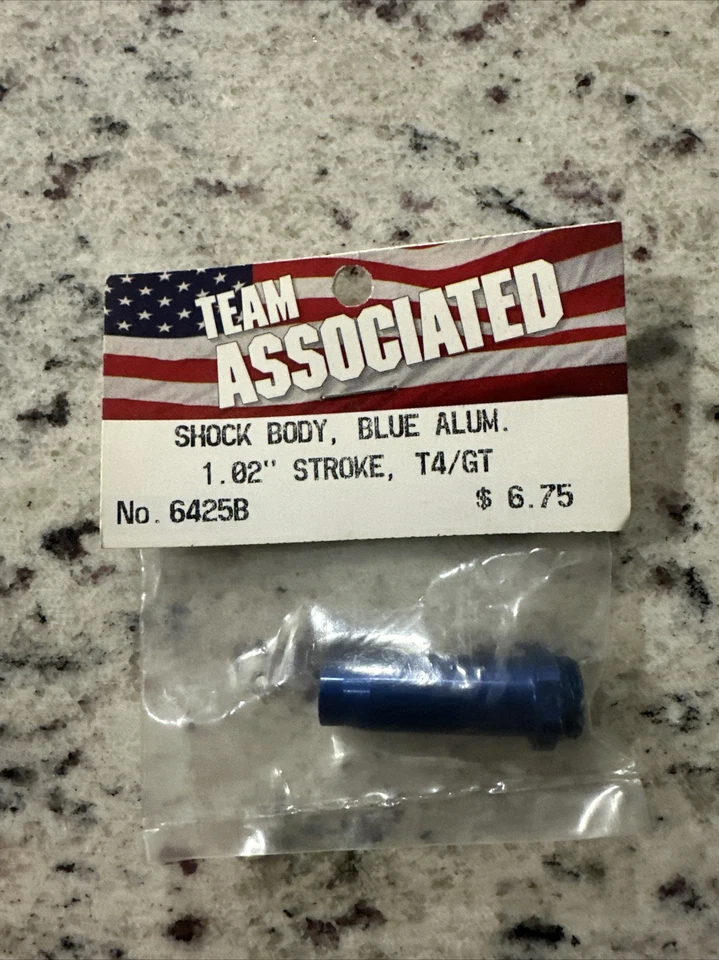 TEAM
ASSOCIATED
SHOCK BODY, BLUE ALUM.
1.02" STROKE, T4/GT
No. 6425B $ 6.75